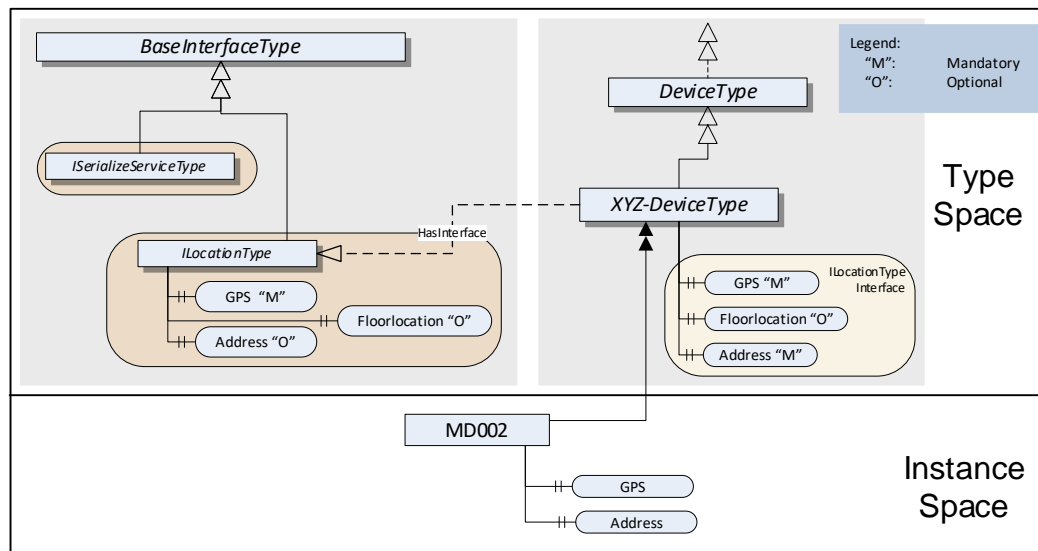 BaseInterfaceType
ISerializeServiceType
HasInterface
ILocationType
GPS “M”
Floorlocation “O”
Address “O”
DeviceType
XYZ-DeviceType
ILocationType
Interface
GPS “M”
Floorlocation “O”
Address “M”
Legend:
“M”: Mandatory
“O”: Optional
Type
Space
MD002
GPS
Address
Instance
Space